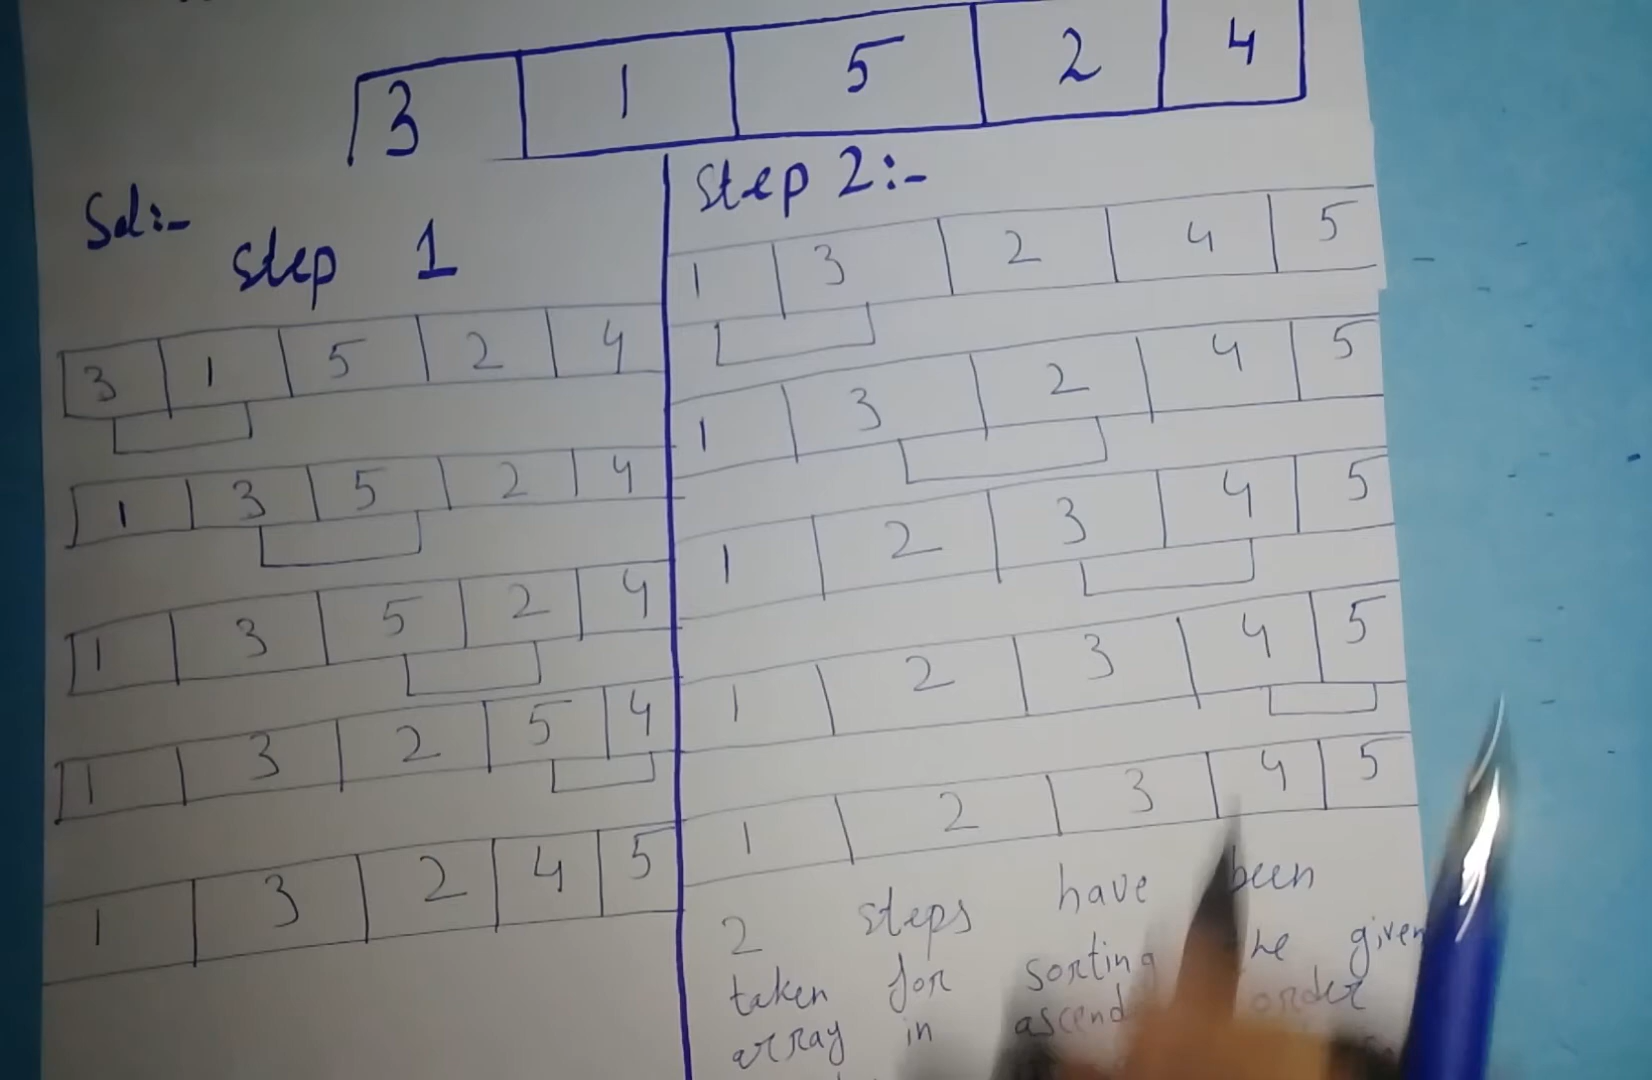 3 1 5 2 4
Sol:-
Step 1
3 1 5 2 4
1 3 5 2 4
1 3 5 2 4
1 3 2 5 4
1 3 2 4 5
Step 2:-
1 3 2 4 5
1 3 2 4 5
1 2 3 4 5
1 2 3 4 5
1 2 3 4 5
2 steps have been
taken for sorting given
array in order